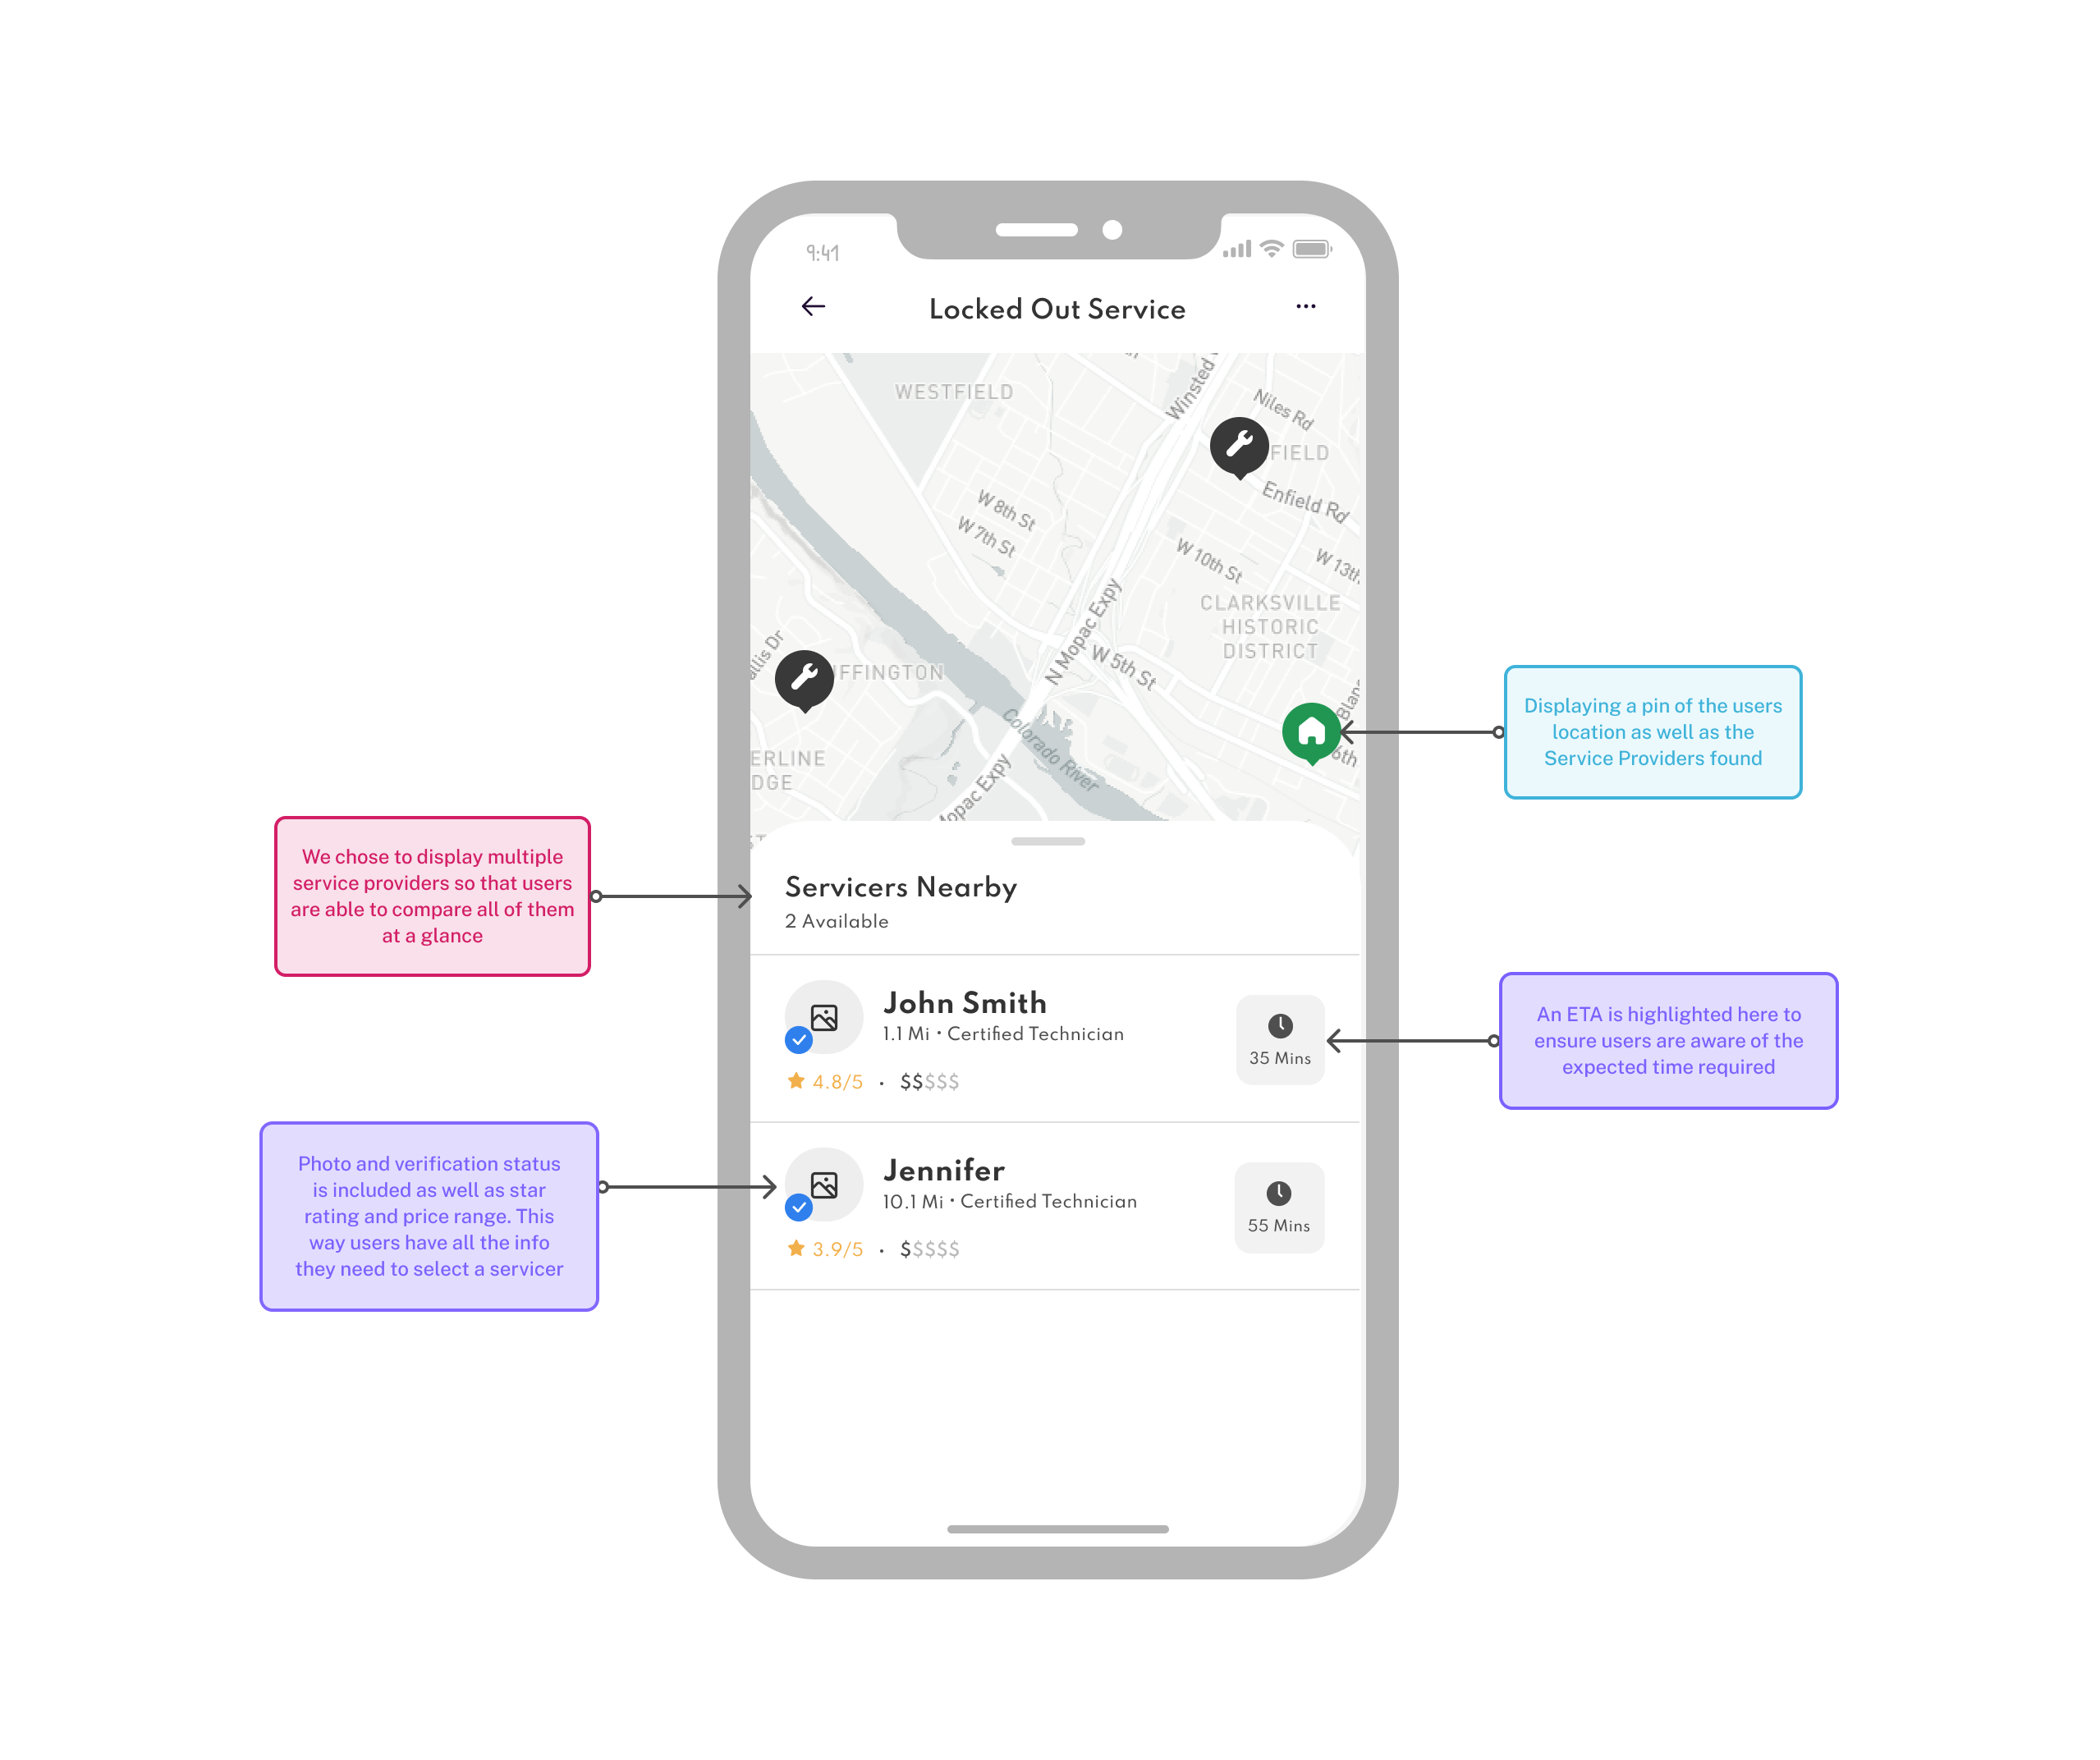 9:41
Locked Out Service
WESTFIELD
Winsted
Niles Rd
FIELD
Enfield Rd
W 8th St
W 7th St
W 10th St
W 13th
CLARKSVILLE
HISTORIC
DISTRICT
N Mopac Expy
W 5th St
llis Dr
FFINGTON
Blan
6th
Colorado River
ERLINE
DGE
Mopac Expy
Displaying a pin of the users
location as well as the
Service Providers found
We chose to display multiple
service providers so that users
are able to compare all of them
at a glance
Servicers Nearby
2 Available
John Smith
1.1 Mi • Certified Technician
4.8/5 • $$$$$
35 Mins
An ETA is highlighted here to
ensure users are aware of the
expected time required
Photo and verification status
is included as well as star
rating and price range. This
way users have all the info
they need to select a servicer
Jennifer
10.1 Mi • Certified Technician
3.9/5 • $$$$$
55 Mins